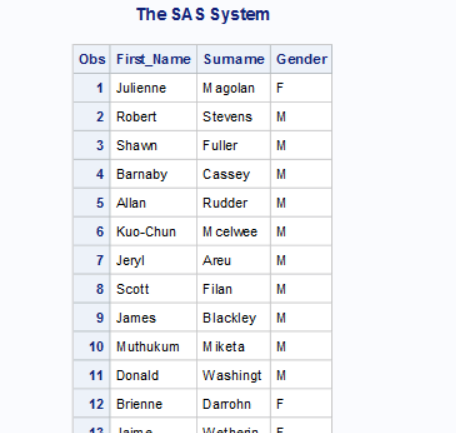 The SAS System
Obs First_Name Surname Gender
1 Julienne Magolan F
2 Robert Stevens M
3 Shawn Fuller M
4 Barnaby Cassey M
5 Allan Rudder M
6 Kuo-Chun Mcelwee M
7 Jeryl Areu M
8 Scott Filan M
9 James Blackley M
10 Muthukum Miketa M
11 Donald Washingt M
12 Brienne Darrohn F
13 Jaime Wetherin F